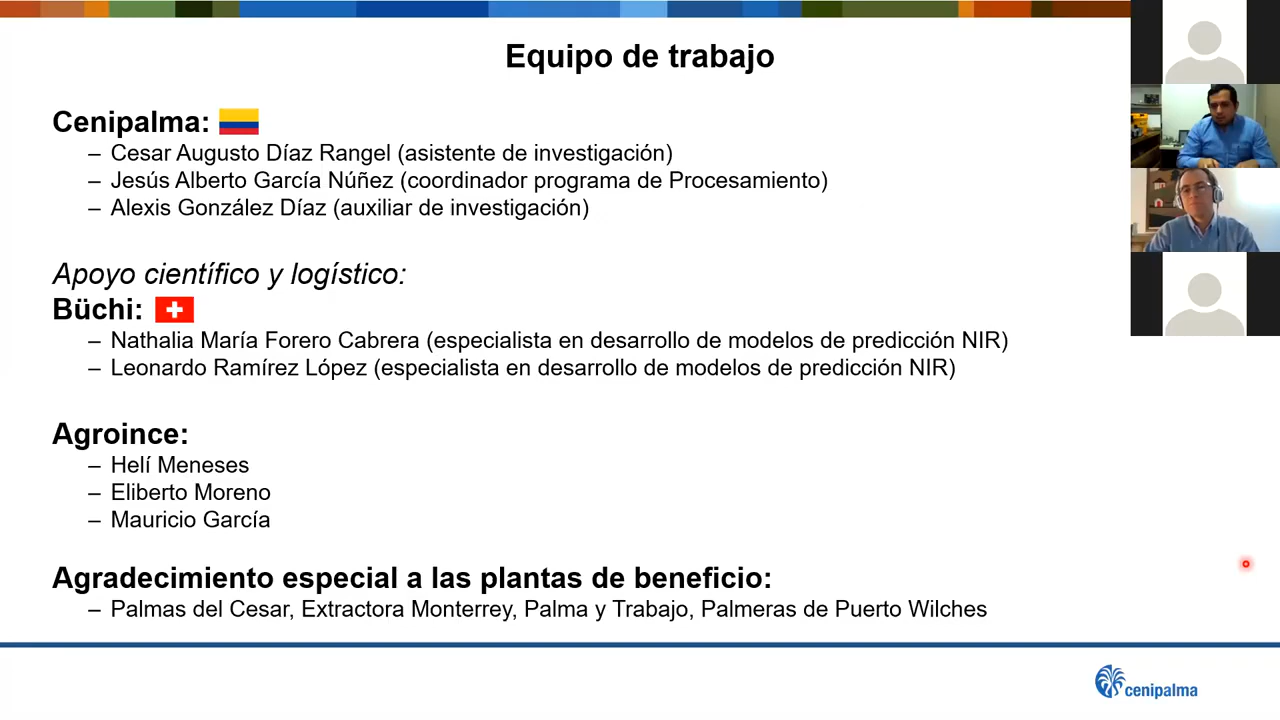 Equipo de trabajo
Cenipalma:
– Cesar Augusto Díaz Rangel (asistente de investigación)
– Jesús Alberto García Núñez (coordinador programa de Procesamiento)
– Alexis González Díaz (auxiliar de investigación)
Apoyo científico y logístico:
Büchi:
– Nathalia María Forero Cabrera (especialista en desarrollo de modelos de predicción NIR)
– Leonardo Ramírez López (especialista en desarrollo de modelos de predicción NIR)
Agroince:
– Helí Meneses
– Eliberto Moreno
– Mauricio García
Agradecimiento especial a las plantas de beneficio:
– Palmas del Cesar, Extractora Monterrey, Palma y Trabajo, Palmeras de Puerto Wilches
cenipalma